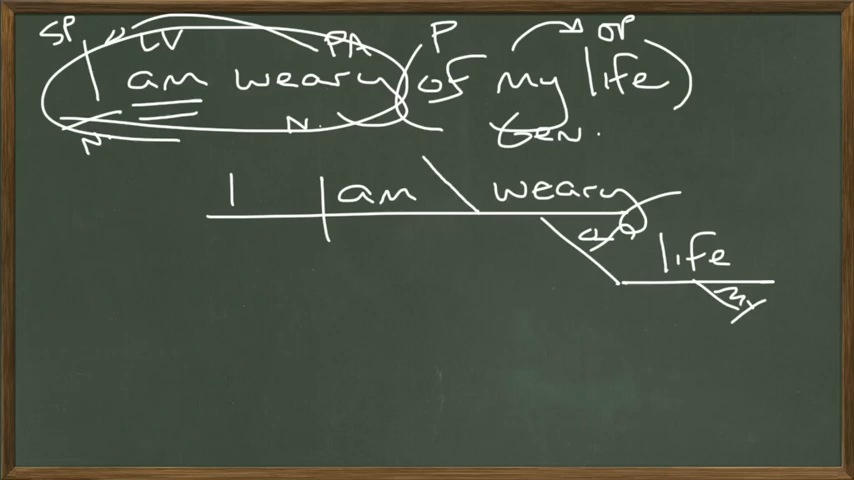 SP LV PA P OP
I am weary (of my life)
N. N. Gen.
I am weary
of life
my